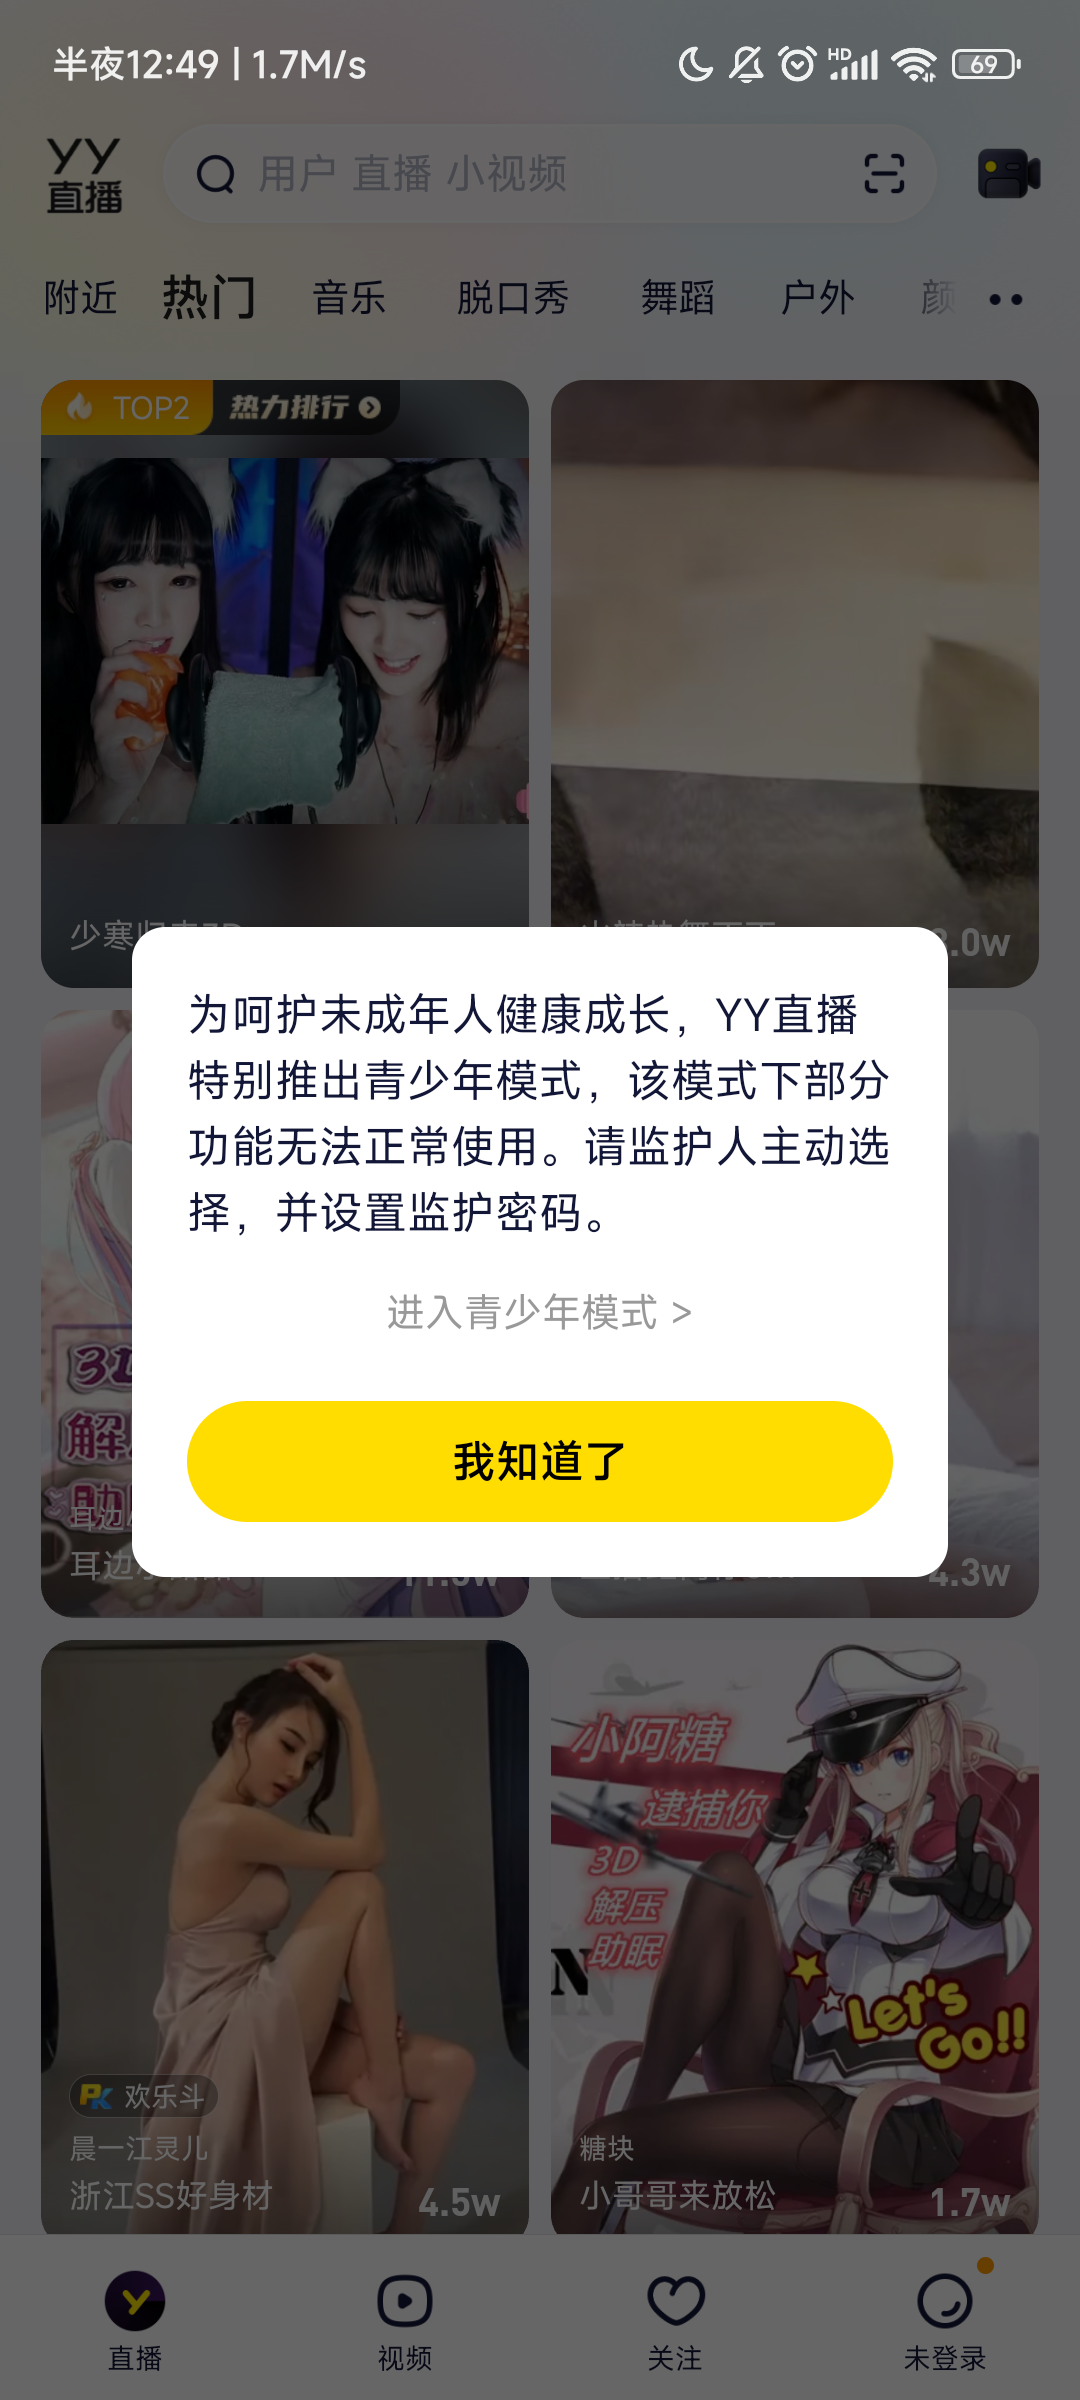 半夜12:49 | 1.7M/s
HD
69
YY
直播
用户 直播 小视频
附近 热门 音乐 脱口秀 舞蹈 户外 颜
TOP2 热力排行
少寒
3.0w
为呵护未成年人健康成长，YY直播
特别推出青少年模式，该模式下部分
功能无法正常使用。请监护人主动选
择，并设置监护密码。
进入青少年模式 >
我知道了
解
助
耳边
耳边
4.3w
小阿糖
逮捕你
3D
解压
助眠
N
Let's
Go!!
PK 欢乐斗
晨一江灵儿
浙江SS好身材
4.5w
糖块
小哥哥来放松
1.7w
直播 视频 关注 未登录